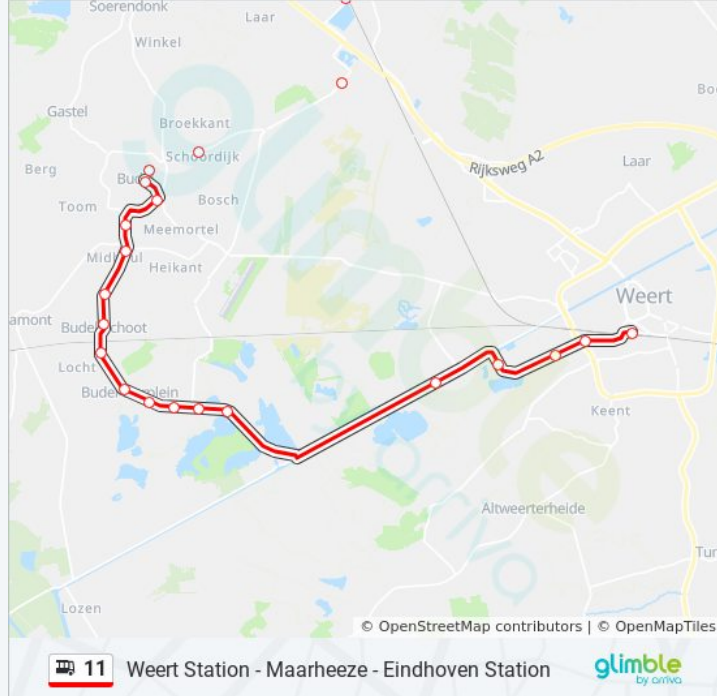 Soerendonk
Laar
Winkel
Gastel
Broekkant
Schoordijk
Berg
Rijksweg A2
Laar
Toom
Bosch
Meemortel
Heikant
Weert
Locht
Keent
Altweerterheide
Lozen
© OpenStreetMap contributors | © OpenMapTiles
11 Weert Station - Maarheeze - Eindhoven Station
glimble
by arriva